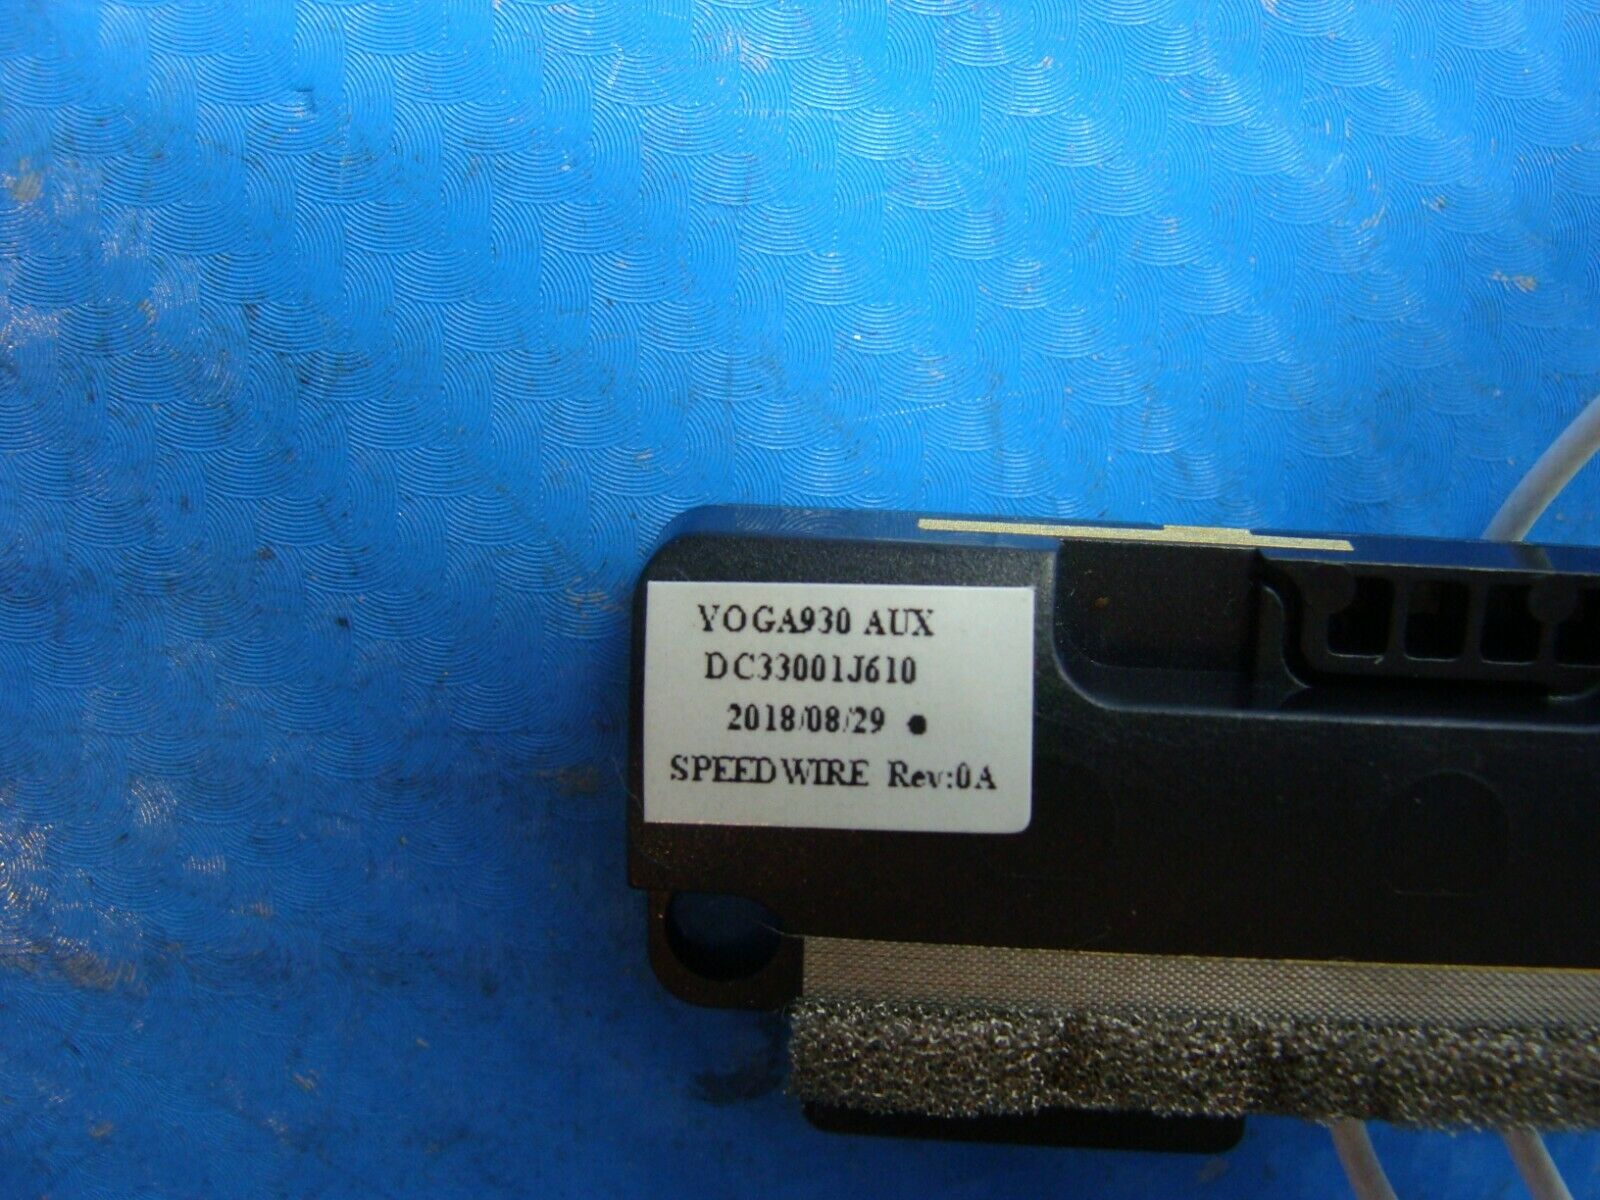 YOGA930 AUX
DC33001J610
2018/08/29 ●
SPEEDWIRE Rev:0A